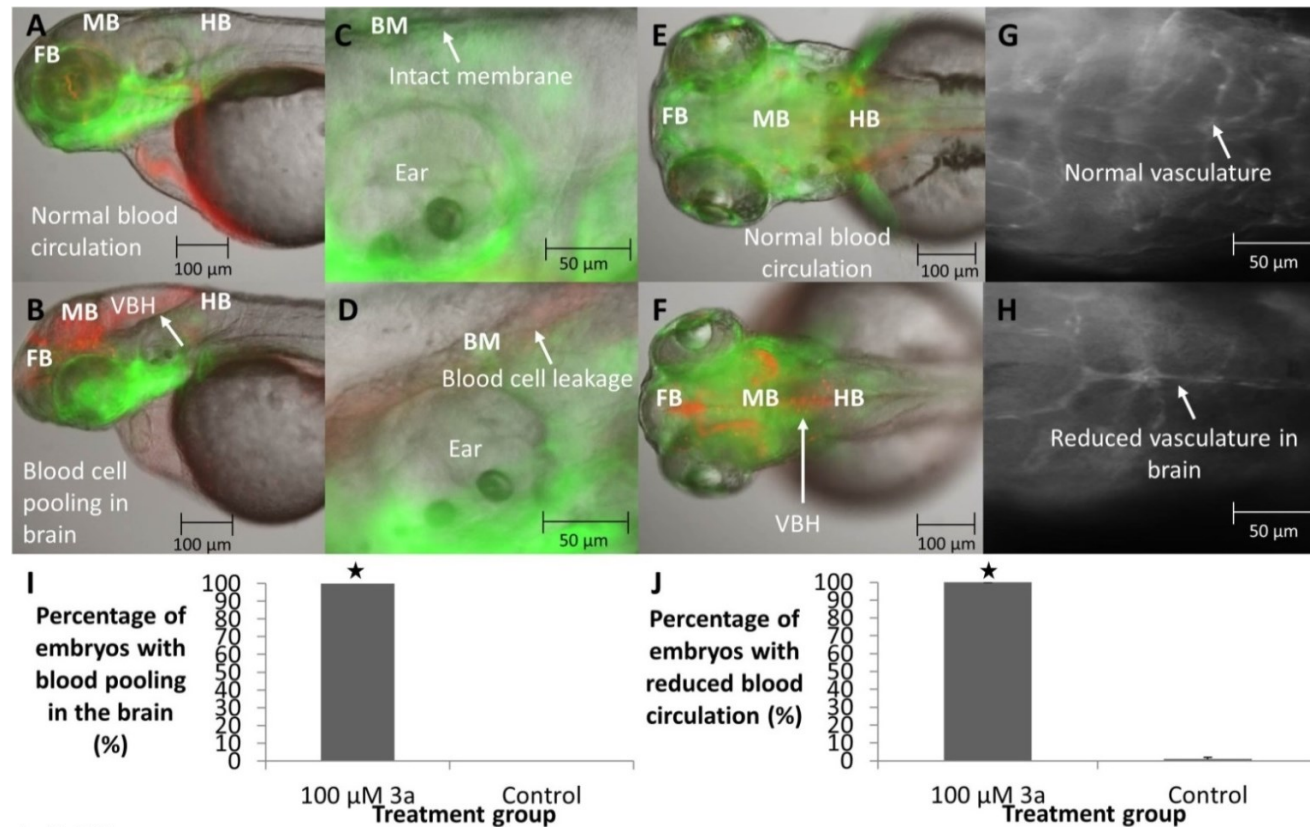 A
MB
HB
FB
Normal blood
circulation
100 µm
C
BM
Intact membrane
Ear
50 µm
E
FB
MB
HB
Normal blood
circulation
100 µm
G
Normal vasculature
50 µm
B
MB
VBH
HB
FB
Blood cell
pooling in
brain
100 µm
D
BM
Blood cell leakage
Ear
50 µm
F
FB
MB
HB
VBH
100 µm
H
Reduced vasculature in
brain
50 µm
I
Percentage of
embryos with
blood pooling
in the brain
(%)
100
90
80
70
60
50
40
30
20
10
0
★
100 µM 3a
Control
Treatment group
J
Percentage of
embryos with
reduced blood
circulation (%)
100
90
80
70
60
50
40
30
20
10
0
★
100 µM 3a
Control
Treatment group